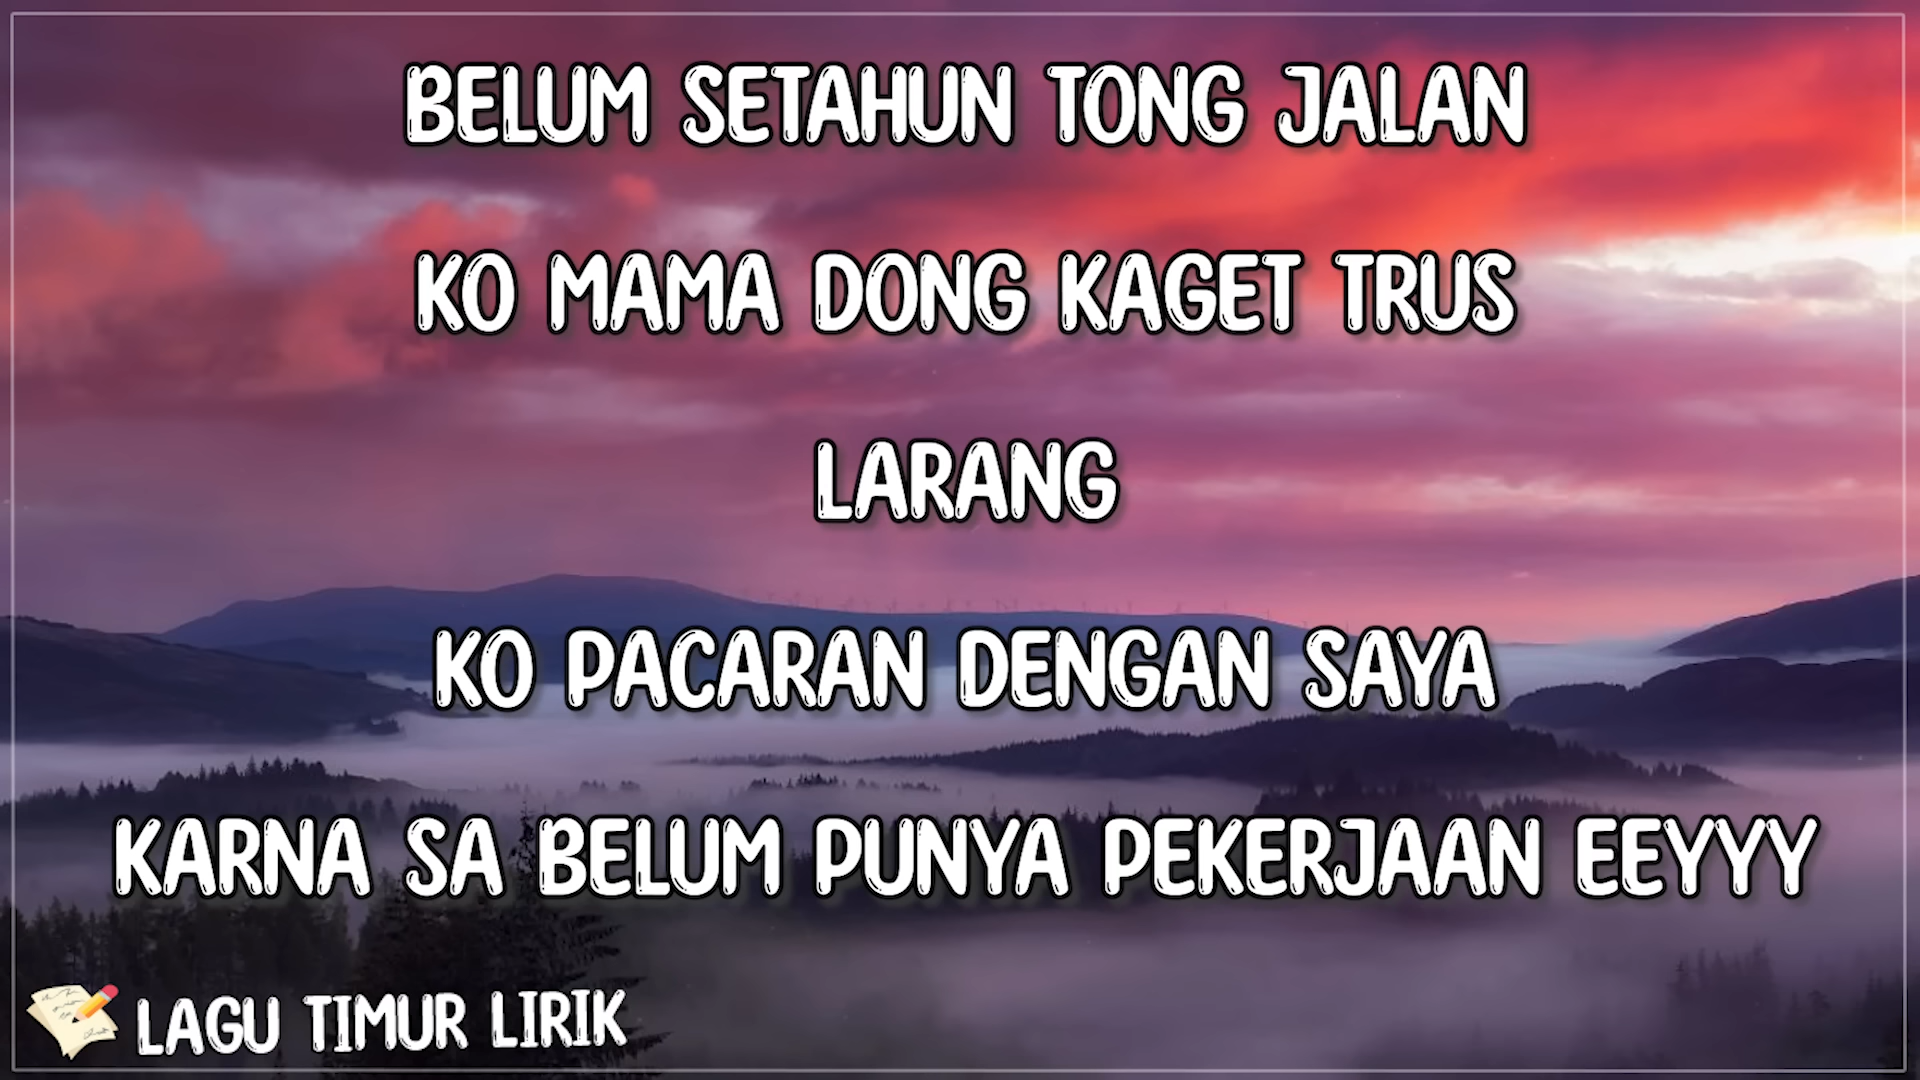 BELUM SETAHUN TONG JALAN
KO MAMA DONG KAGET TRUS
LARANG
KO PACARAN DENGAN SAYA
KARNA SA BELUM PUNYA PEKERJAAN EEYYY
LAGU TIMUR LIRIK